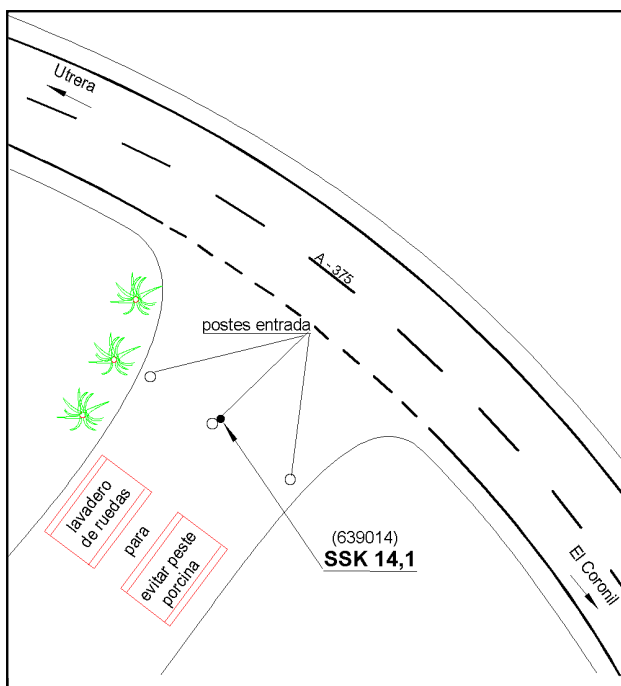 Utrera
A - 375
postes entrada
lavadero
de ruedas
para
evitar peste
porcina
(639014)
SSK 14,1
El Coronil